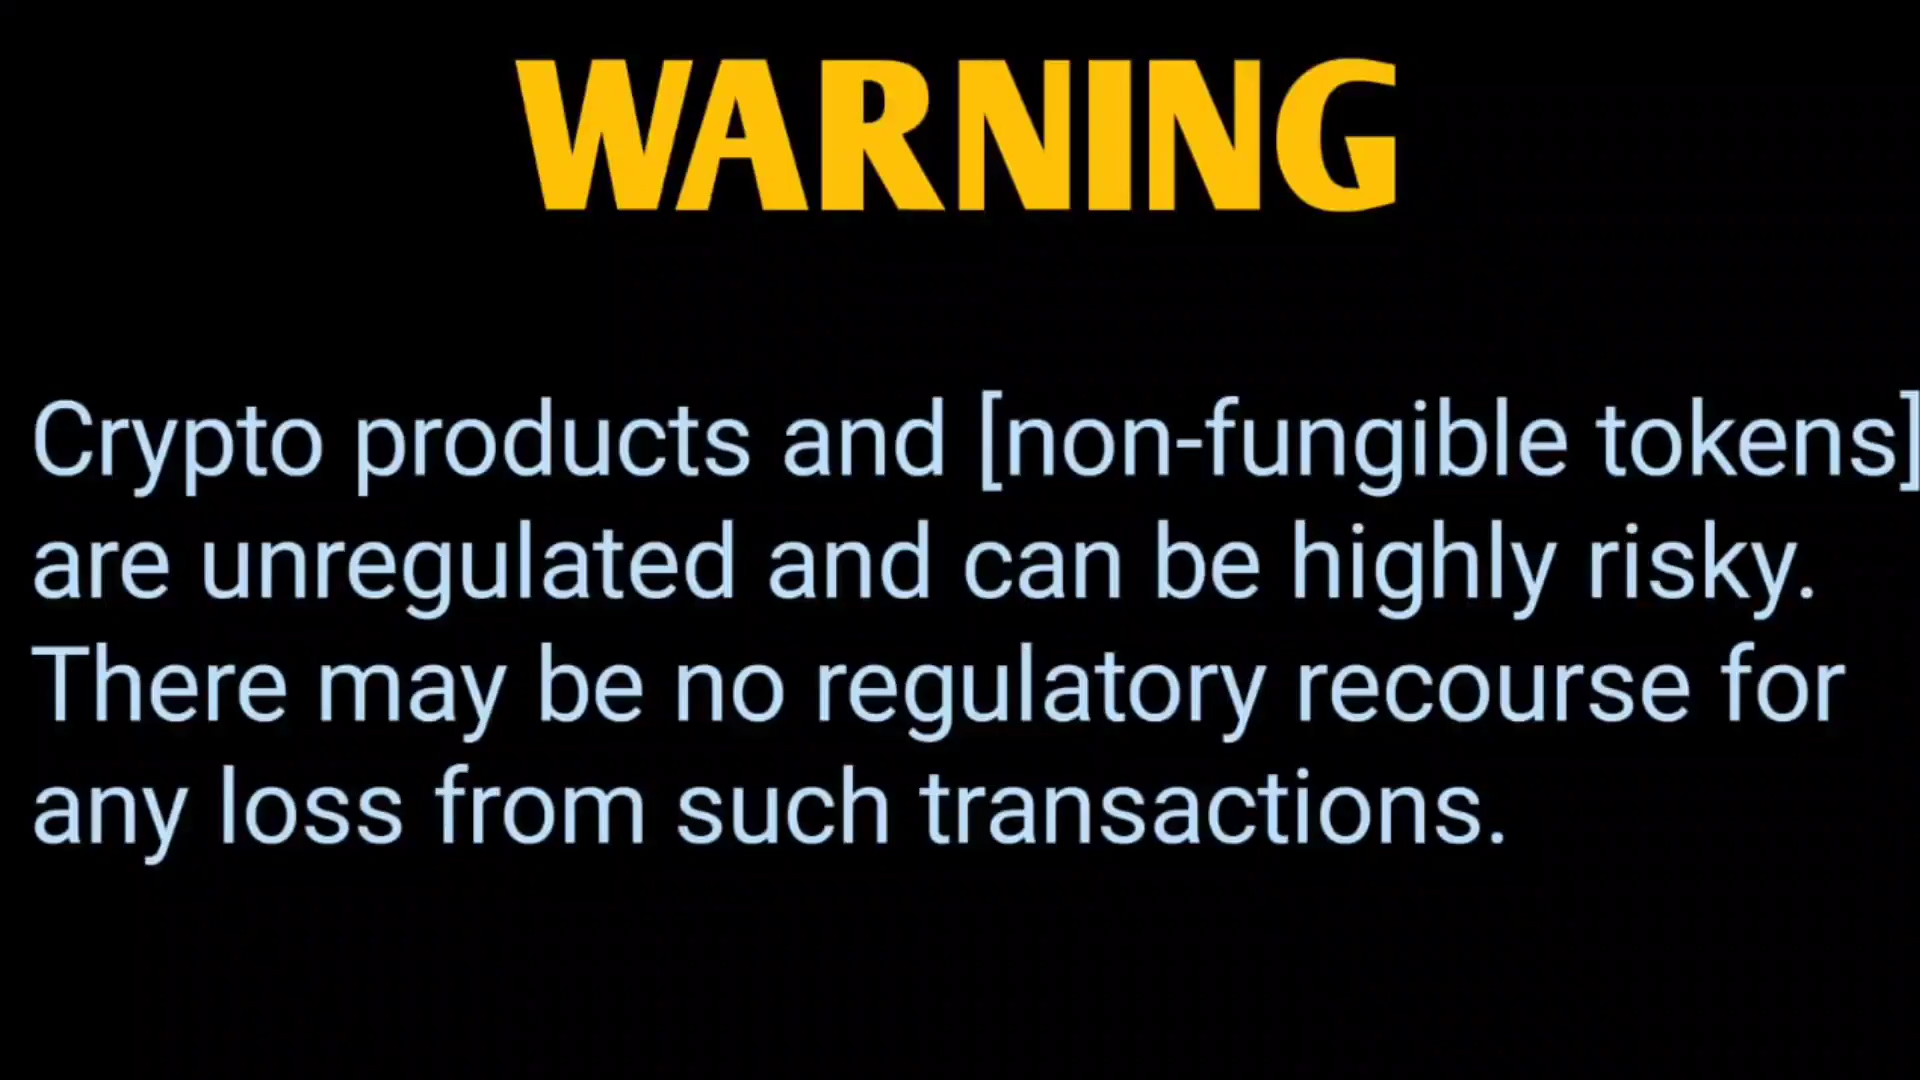 WARNING
Crypto products and [non-fungible tokens]
are unregulated and can be highly risky.
There may be no regulatory recourse for
any loss from such transactions.